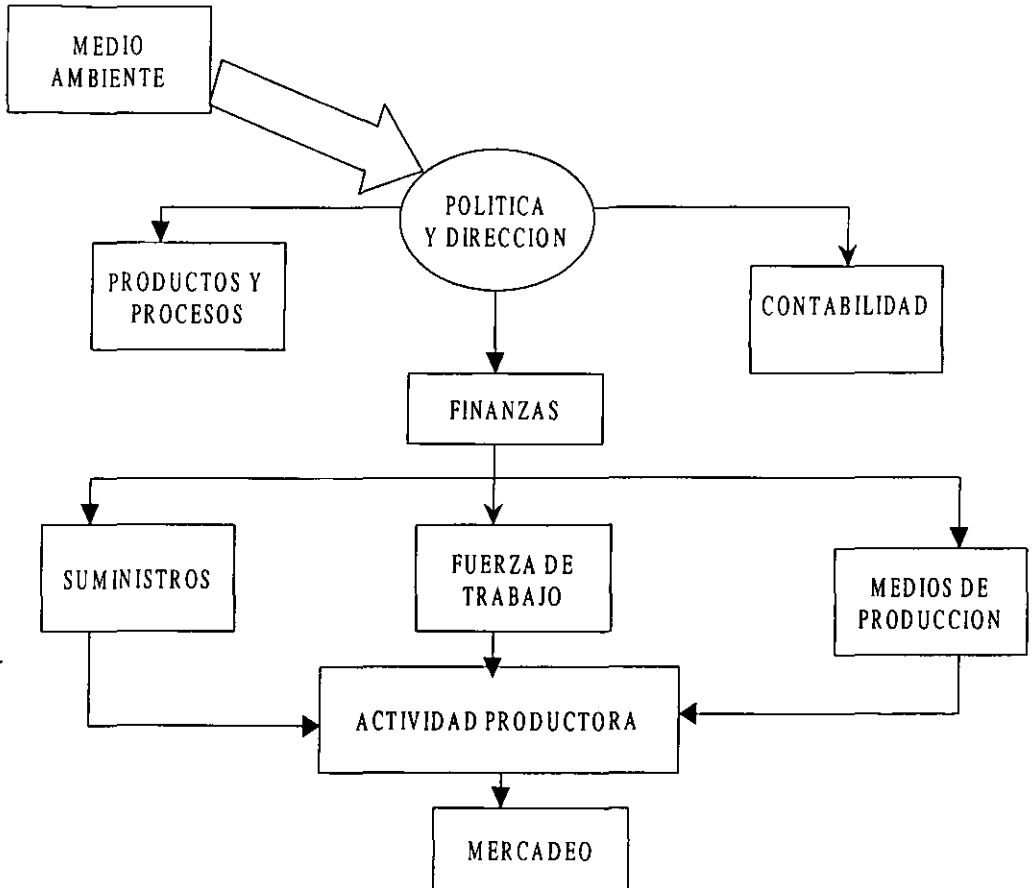 MEDIO
AMBIENTE
POLITICA
Y DIRECCION
PRODUCTOS Y
PROCESOS
CONTABILIDAD
FINANZAS
SUMINISTROS
FUERZA DE
TRABAJO
MEDIOS DE
PRODUCCION
ACTIVIDAD PRODUCTORA
MERCADEO